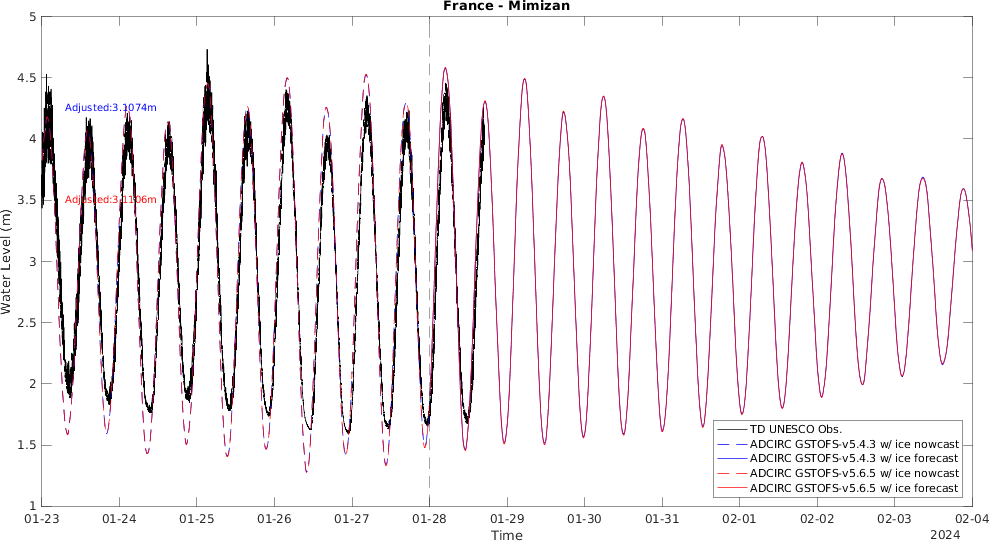 France - Mimizan
Water Level (m)
5
4.5
4
3.5
3
2.5
2
1.5
1
Adjusted:3.1074m
Adjusted:3.1106m
TD UNESCO Obs.
ADCIRC GSTOFS-v5.4.3 w/ ice nowcast
ADCIRC GSTOFS-v5.4.3 w/ ice forecast
ADCIRC GSTOFS-v5.6.5 w/ ice nowcast
ADCIRC GSTOFS-v5.6.5 w/ ice forecast
01-23 01-24 01-25 01-26 01-27 01-28 01-29 01-30 01-31 02-01 02-02 02-03 02-04
Time
2024